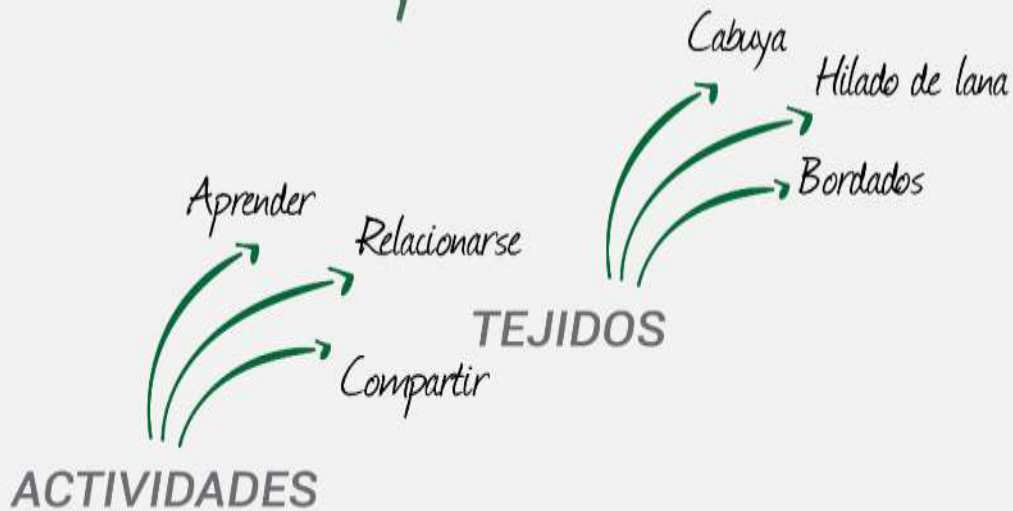 Cabuya
Hilado de lana
Bordados
TEJIDOS
Aprender
Relacionarse
Compartir
ACTIVIDADES